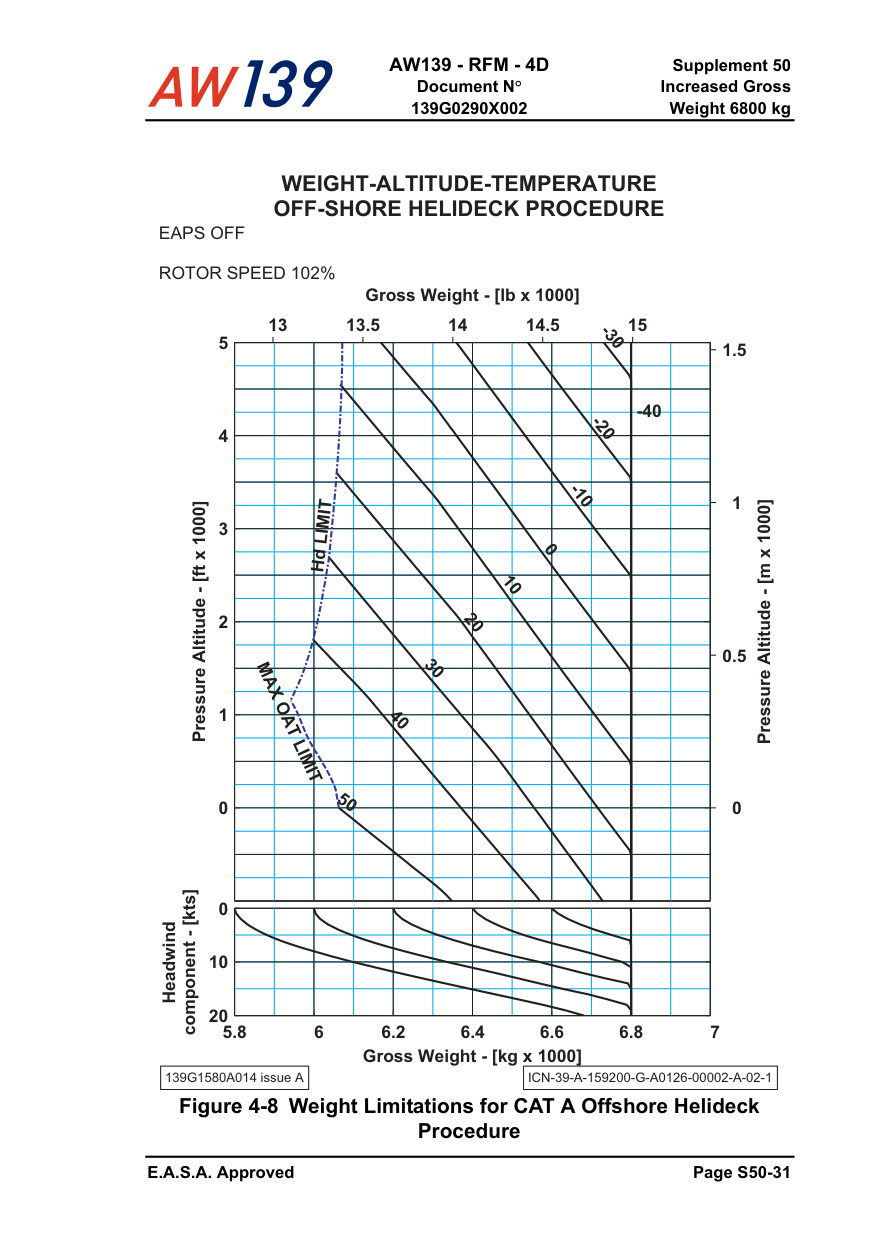 AW139
AW139 - RFM - 4D
Document N°
139G0290X002
Supplement 50
Increased Gross
Weight 6800 kg
WEIGHT-ALTITUDE-TEMPERATURE
OFF-SHORE HELIDECK PROCEDURE
EAPS OFF
ROTOR SPEED 102%
Gross Weight - [lb x 1000]
13 13.5 14 14.5 15
5
4
3
2
1
0
Pressure Altitude - [ft x 1000]
1.5
1
0.5
0
Pressure Altitude - [m x 1000]
-30
-40
-20
-10
0
10
20
30
40
50
Hd LIMIT
MAX OAT LIMIT
Headwind
component - [kts]
0
10
20
5.8 6 6.2 6.4 6.6 6.8 7
Gross Weight - [kg x 1000]
139G1580A014 issue A
ICN-39-A-159200-G-A0126-00002-A-02-1
Figure 4-8 Weight Limitations for CAT A Offshore Helideck
Procedure
E.A.S.A. Approved
Page S50-31